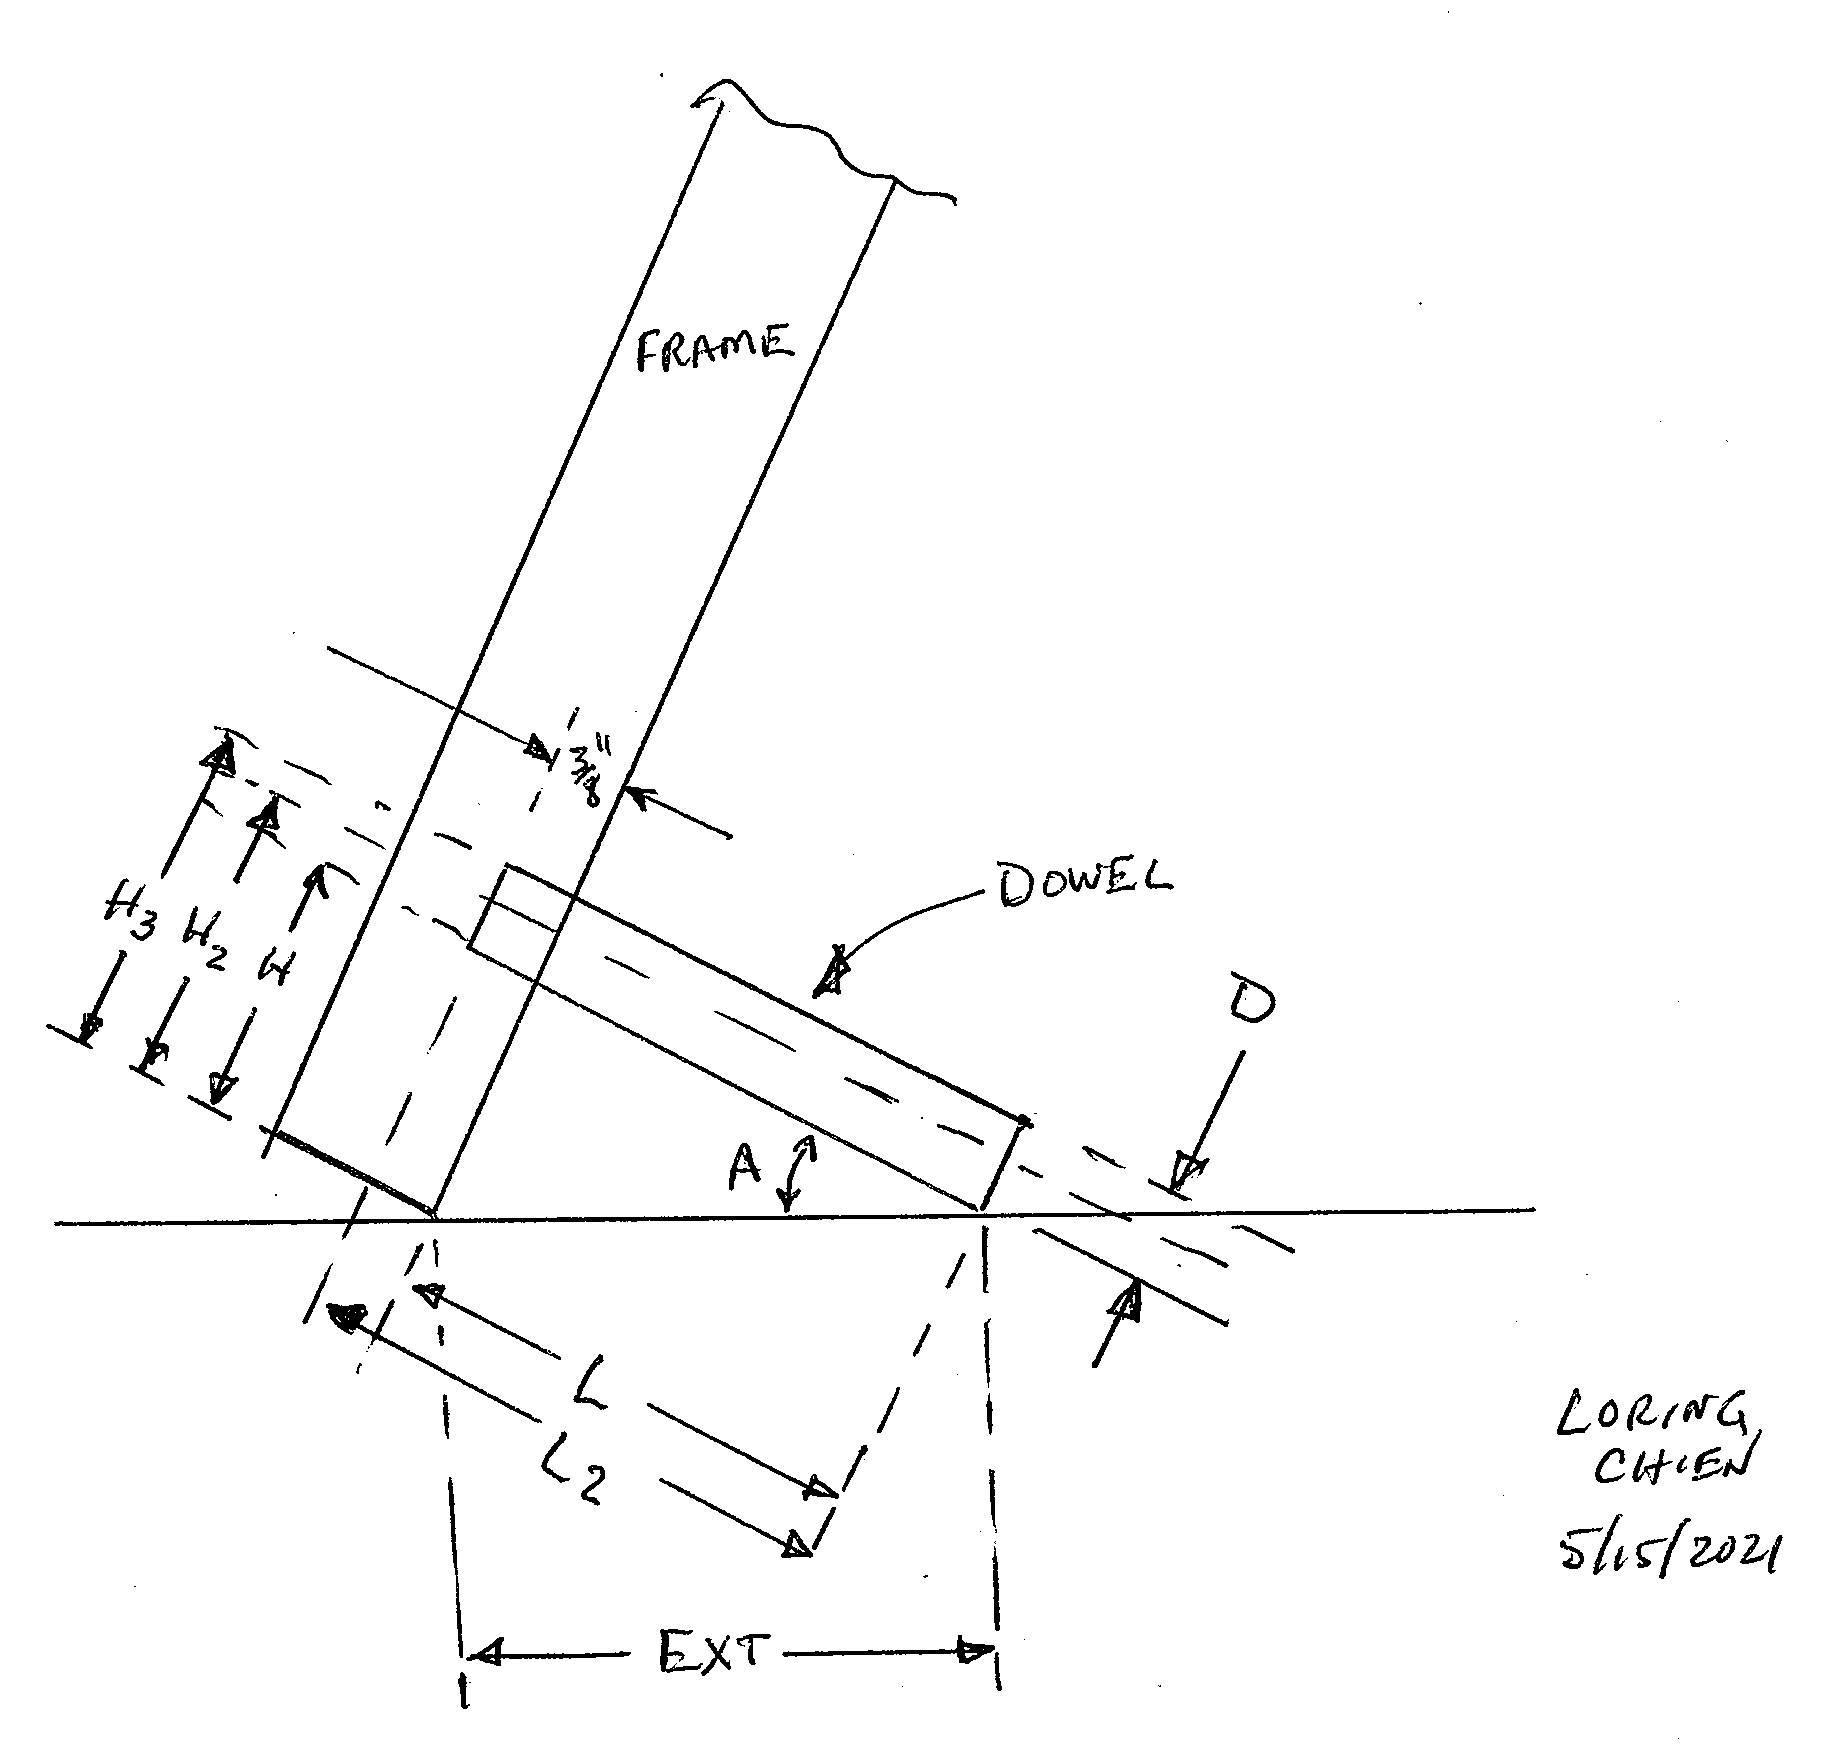 FRAME
3/8"
DOWEL
H3
H2
H
D
A
L
L2
EXT
LORING
CHIEN
5/15/2021